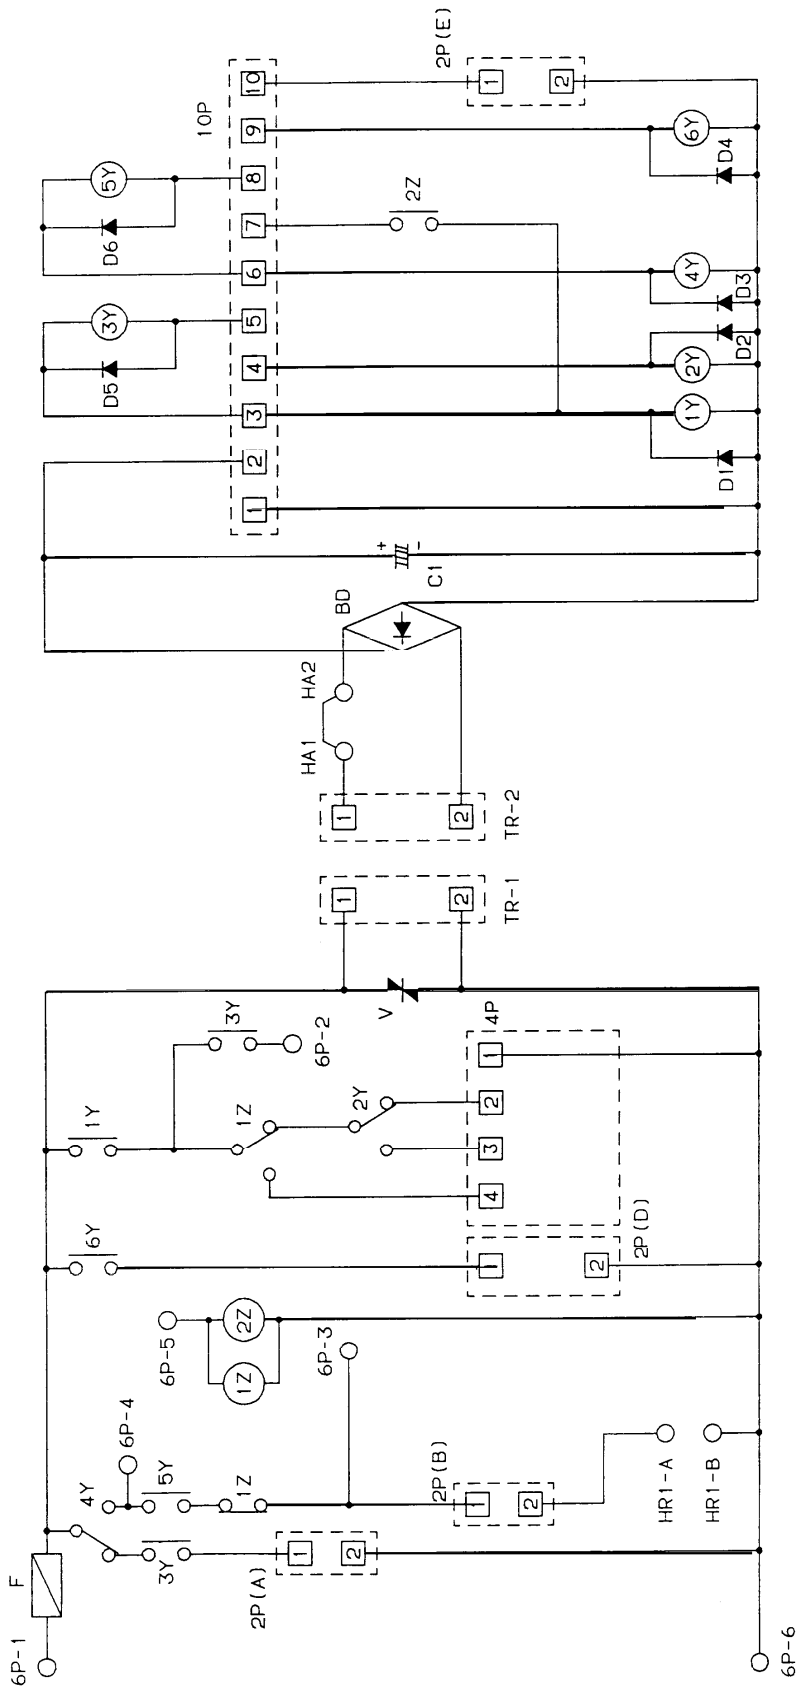 6P-1
F
3Y
4Y
6P-4
5Y
1Z
2P(A)
1
2
2P(B)
1
2
HR1-A
HR1-B
6P-6
6P-3
1Z
2Z
6P-5
6Y
2P(D)
1
2
1Y
3Y
6P-2
1Z
2Y
4P
4
3
2
1
V
TR-1
1
2
TR-2
1
2
HA1
HA2
BD
+
C1
-
10P
1
2
3
4
5
6
7
8
9
10
D5
3Y
D6
5Y
2Z
2P(E)
1
2
D1
1Y
2Y
D2
D3
4Y
D4
6Y